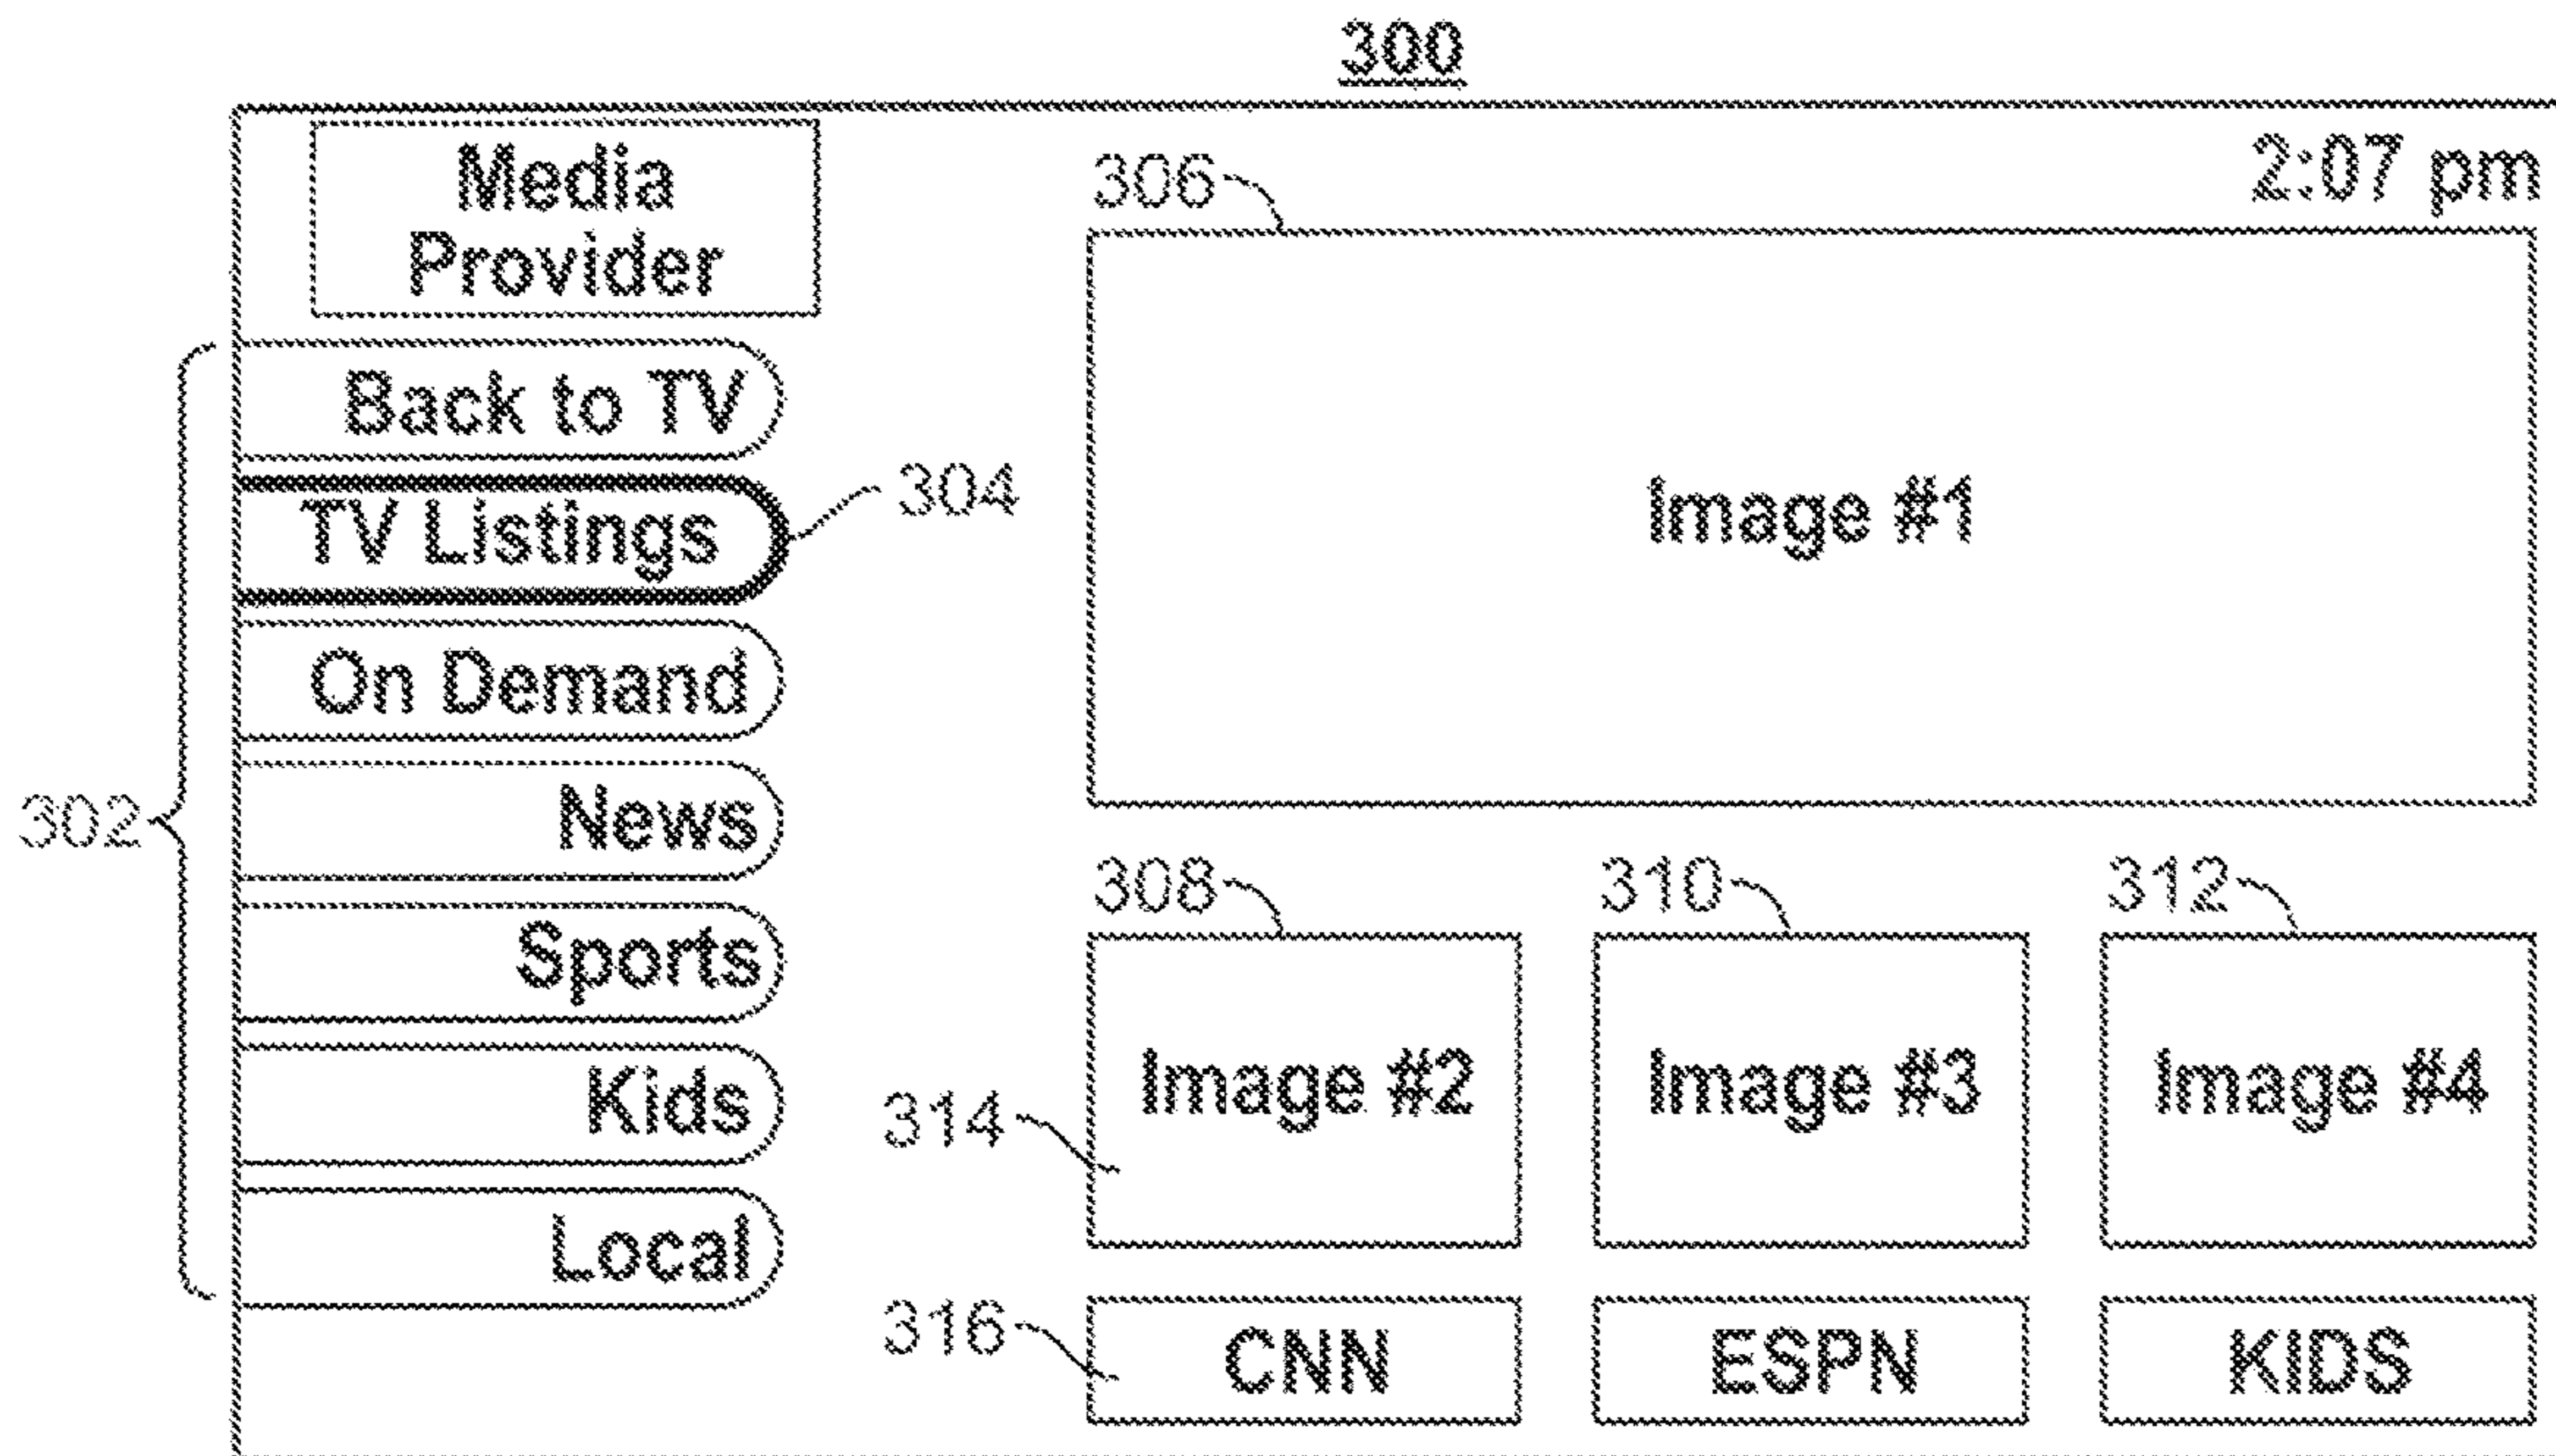 300
Media
Provider
306
2:07 pm
Back to TV
304
TV Listings
Image #1
On Demand
302
News
308
310
312
Sports
Image #2
Image #3
Image #4
314
Kids
Local
316
CNN
ESPN
KIDS